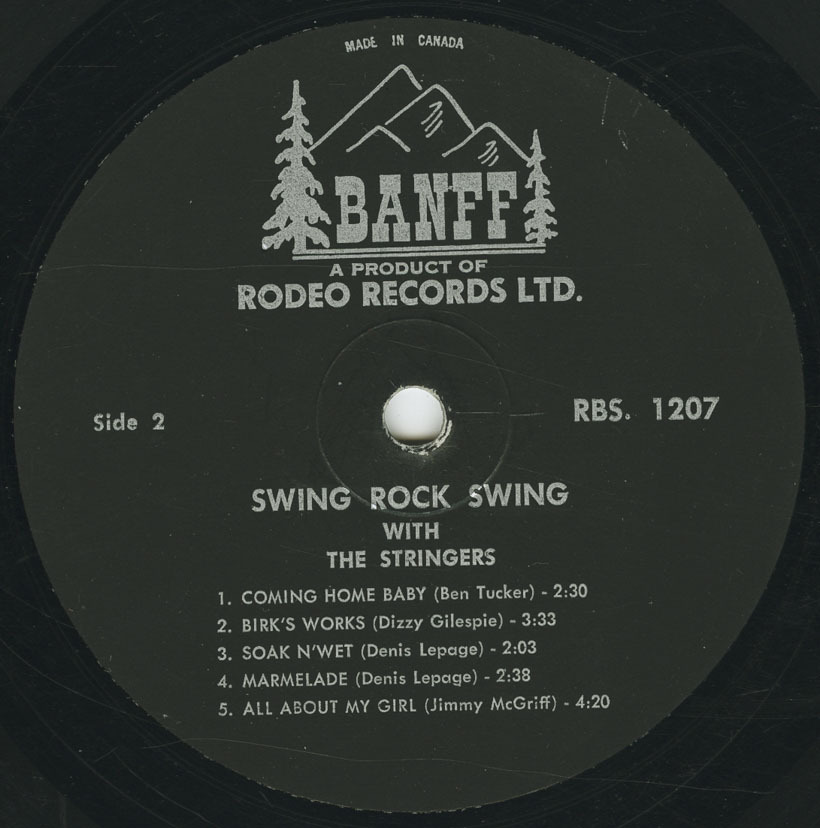 MADE IN CANADA
BANFF
A PRODUCT OF
RODEO RECORDS LTD.
Side 2
RBS. 1207
SWING ROCK SWING
WITH
THE STRINGERS
1. COMING HOME BABY (Ben Tucker) - 2:30
2. BIRK'S WORKS (Dizzy Gilespie) - 3:33
3. SOAK N'WET (Denis Lepage) - 2:03
4. MARMELADE (Denis Lepage) - 2:38
5. ALL ABOUT MY GIRL (Jimmy McGriff) - 4:20